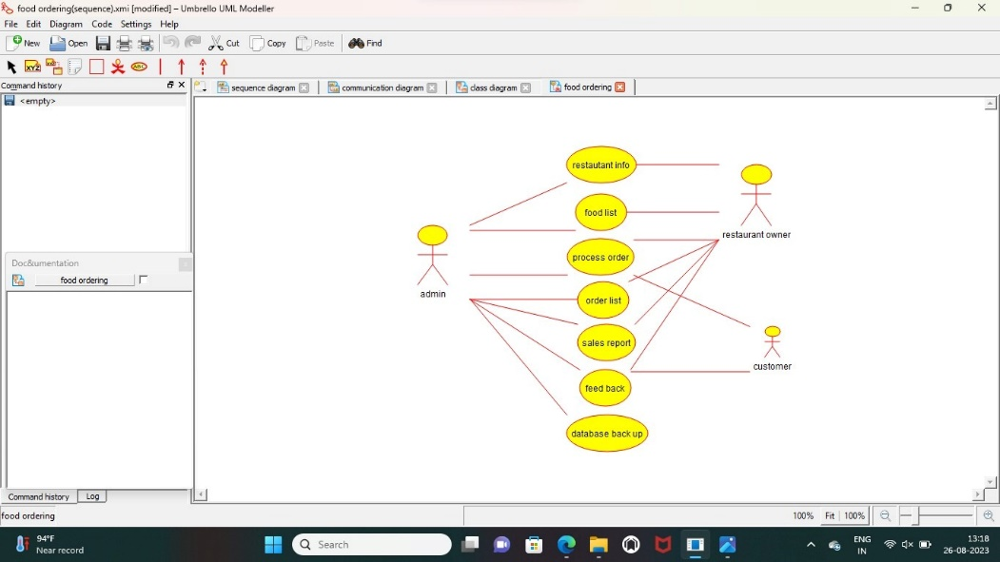 food ordering(sequence).xmi [modified] – Umbrello UML Modeller
File Edit Diagram Code Settings Help
New Open Cut Copy Paste Find
XYZ ABC
Command history
sequence diagram communication diagram class diagram food ordering
<empty>
restautant info
food list
restaurant owner
process order
Doc&umentation
food ordering
admin
order list
sales report
customer
feed back
database back up
Command history Log
food ordering
100% Fit 100%
94°F
Near record
Search
ENG
IN
13:18
26-08-2023